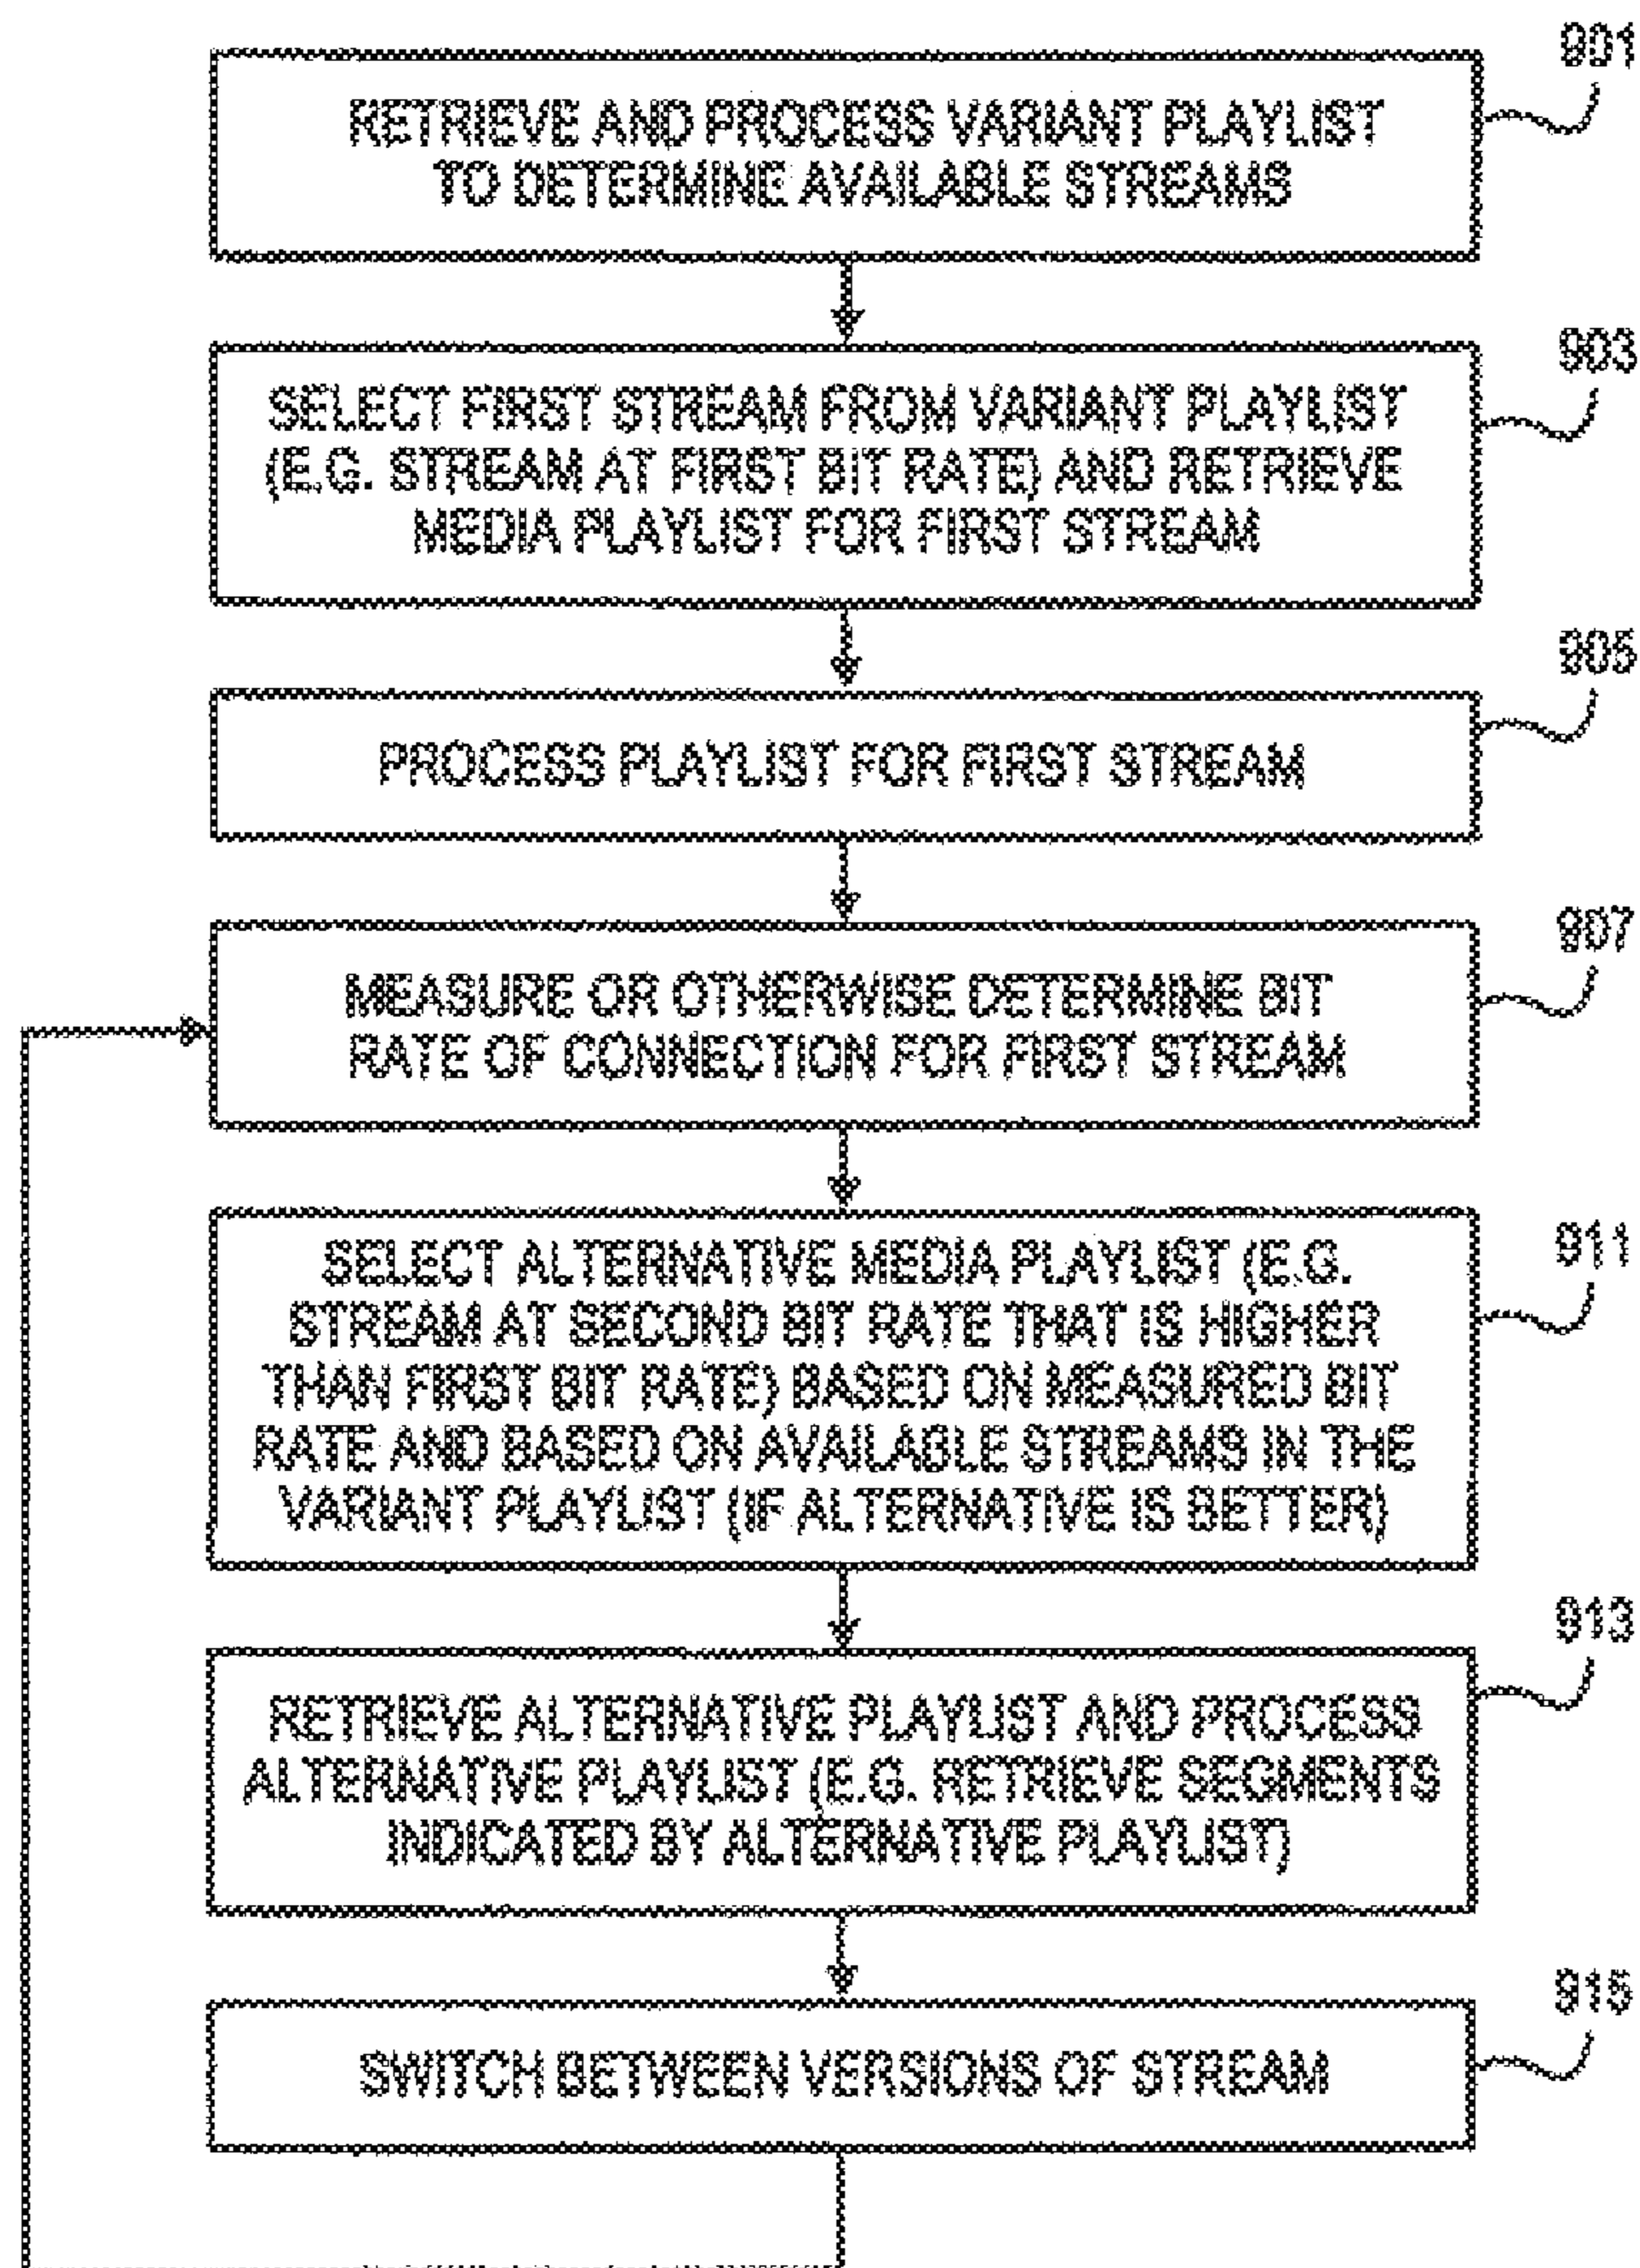 901
RETRIEVE AND PROCESS VARIANT PLAYLIST
TO DETERMINE AVAILABLE STREAMS
903
SELECT FIRST STREAM FROM VARIANT PLAYLIST
(E.G. STREAM AT FIRST BIT RATE) AND RETRIEVE
MEDIA PLAYLIST FOR FIRST STREAM
905
PROCESS PLAYLIST FOR FIRST STREAM
907
MEASURE OR OTHERWISE DETERMINE BIT
RATE OF CONNECTION FOR FIRST STREAM
911
SELECT ALTERNATIVE MEDIA PLAYLIST (E.G.
STREAM AT SECOND BIT RATE THAT IS HIGHER
THAN FIRST BIT RATE) BASED ON MEASURED BIT
RATE AND BASED ON AVAILABLE STREAMS IN THE
VARIANT PLAYLIST (IF ALTERNATIVE IS BETTER)
913
RETRIEVE ALTERNATIVE PLAYLIST AND PROCESS
ALTERNATIVE PLAYLIST (E.G. RETRIEVE SEGMENTS
INDICATED BY ALTERNATIVE PLAYLIST)
915
SWITCH BETWEEN VERSIONS OF STREAM